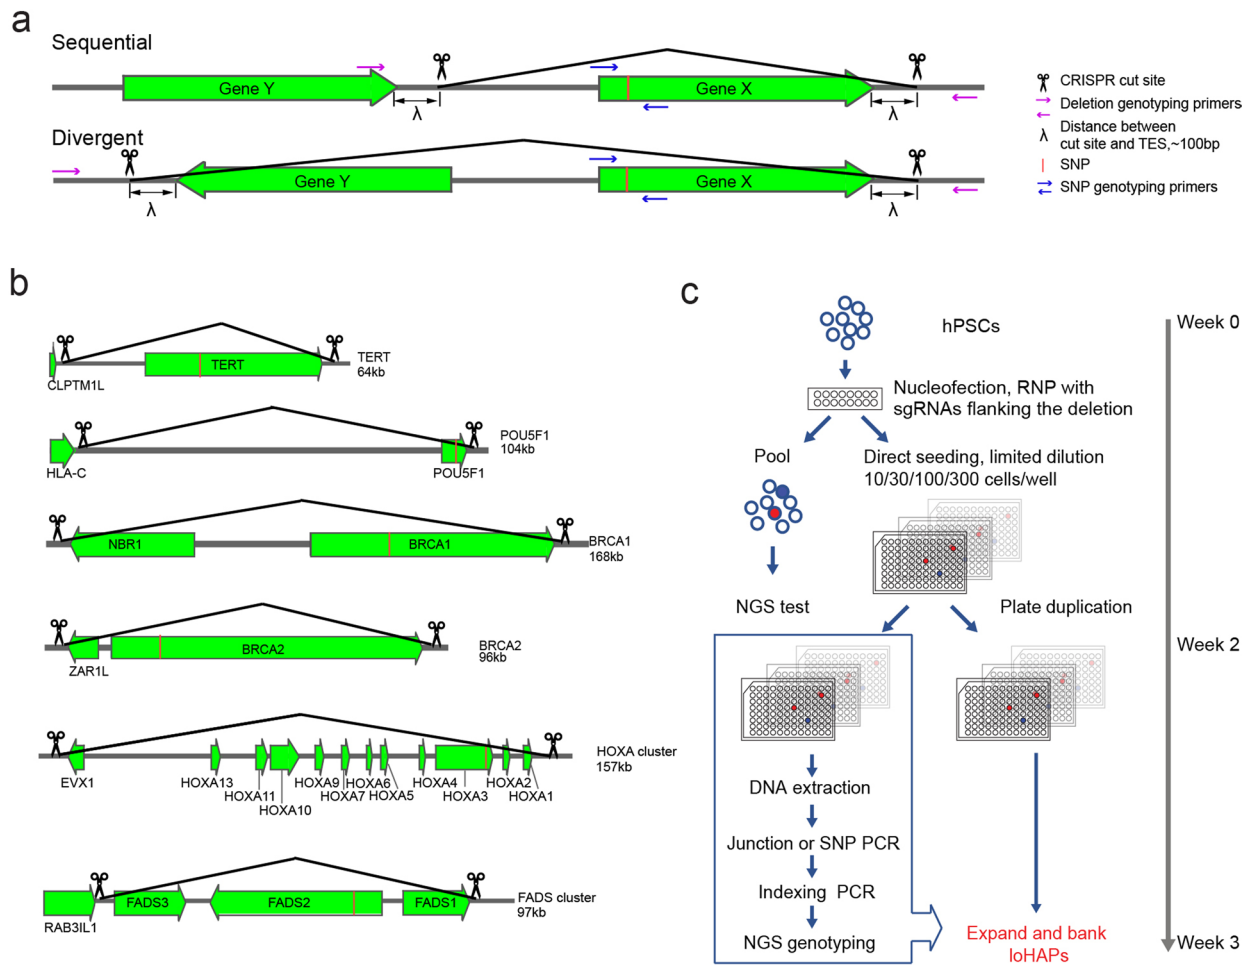 a
Sequential
Gene Y
Gene X
λ
λ
Divergent
Gene Y
Gene X
λ
λ
CRISPR cut site
Deletion genotyping primers
λ
Distance between
cut site and TES,~100bp
SNP
SNP genotyping primers
b
TERT
CLPTM1L
TERT
64kb
HLA-C
POU5F1
POU5F1
104kb
NBR1
BRCA1
BRCA1
168kb
ZAR1L
BRCA2
BRCA2
96kb
EVX1
HOXA13
HOXA11
HOXA10
HOXA9
HOXA7
HOXA6
HOXA5
HOXA4
HOXA3
HOXA2
HOXA1
HOXA cluster
157kb
RAB3IL1
FADS3
FADS2
FADS1
FADS cluster
97kb
c
hPSCs
Week 0
Nucleofection, RNP with
sgRNAs flanking the deletion
Pool
Direct seeding, limited dilution
10/30/100/300 cells/well
NGS test
Plate duplication
Week 2
DNA extraction
Junction or SNP PCR
Indexing PCR
NGS genotyping
Expand and bank
loHAPs
Week 3